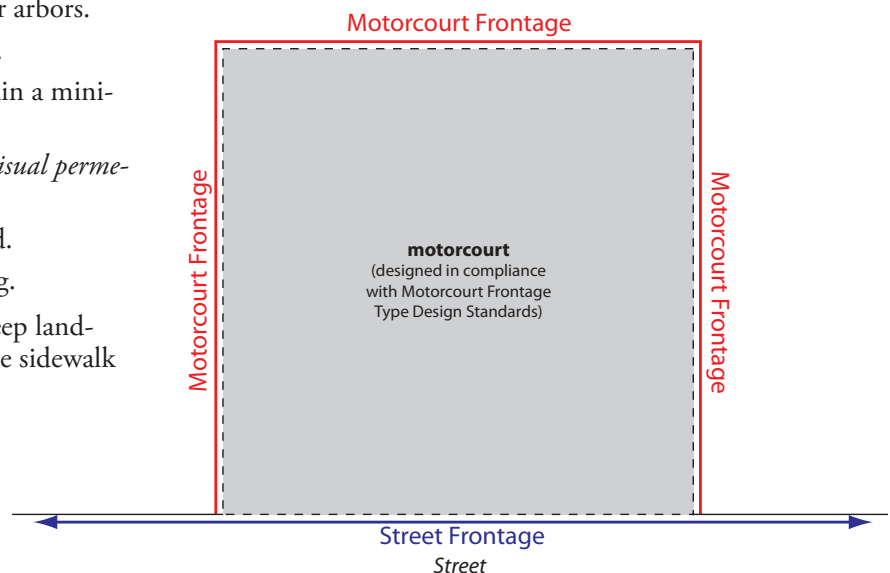 r arbors.
.
in a mini-
isual perme-
d.
g.
eep land-
e sidewalk
Motorcourt Frontage
Motorcourt Frontage
motorcourt
(designed in compliance
with Motorcourt Frontage
Type Design Standards)
Motorcourt Frontage
Street Frontage
Street